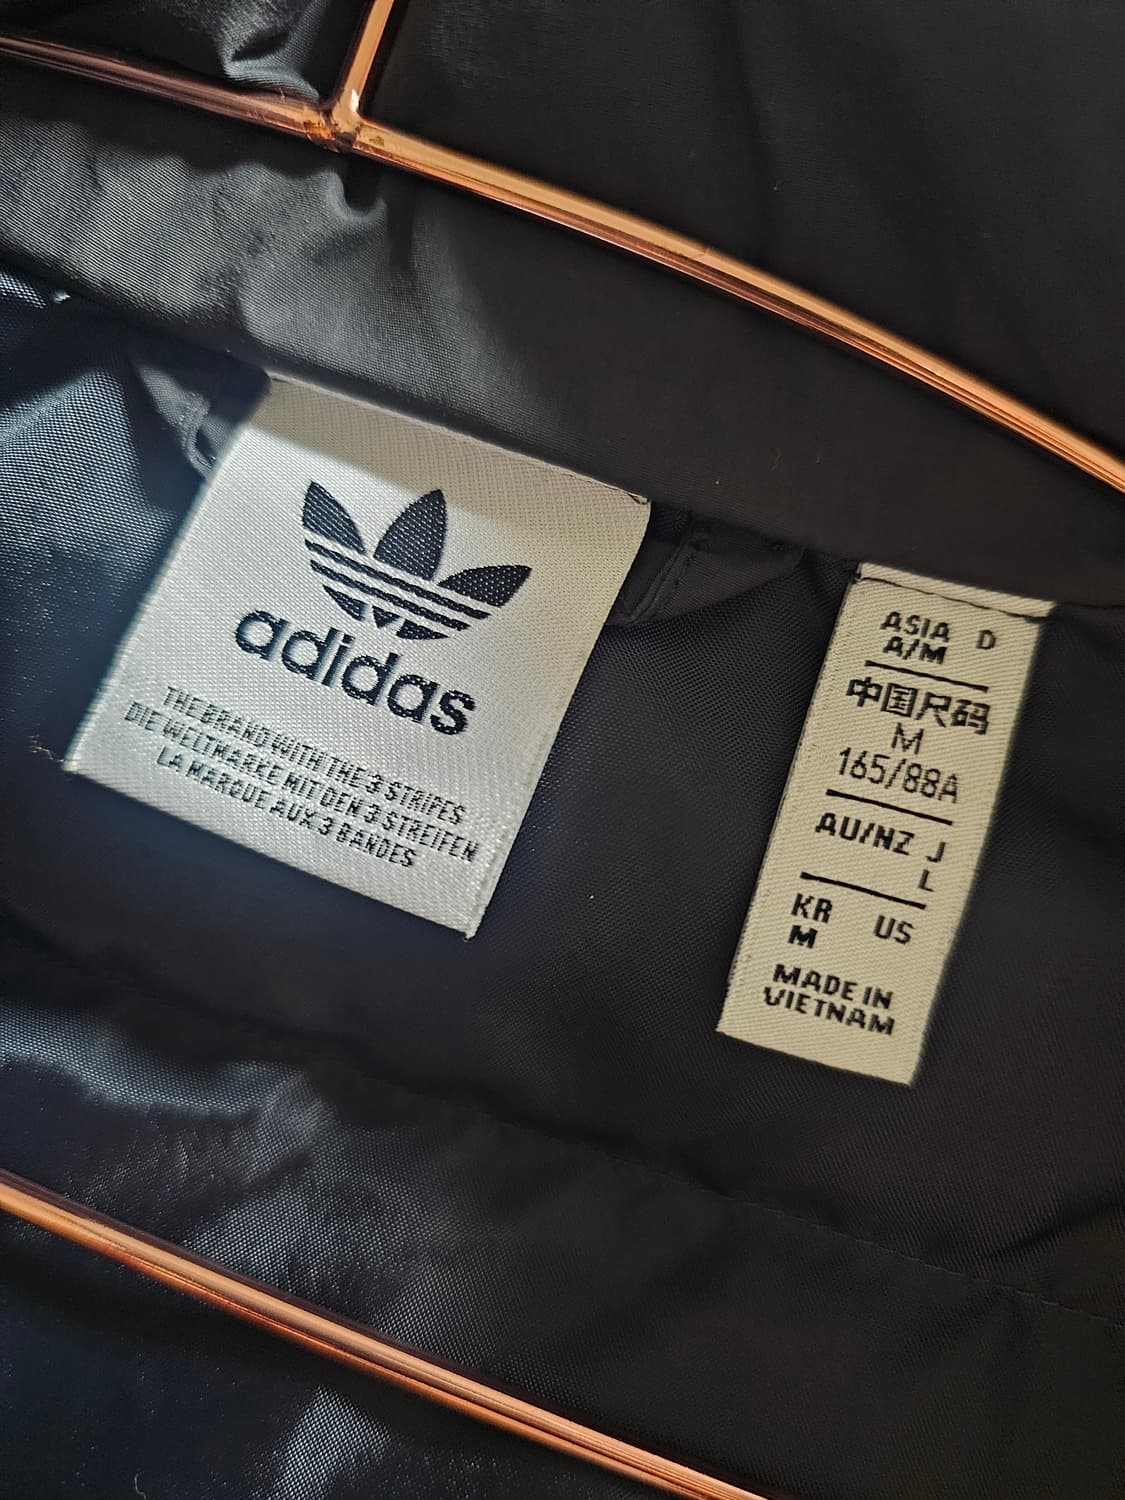 adidas
THE BRAND WITH THE 3 STRIPES
DIE WELTMARKE MIT DEN 3 STREIFEN
LA MARQUE AUX 3 BANDES
ASIA D
A/M
中国尺码
M
165/88A
AU/NZ J
L
KR US
M
MADE IN
VIETNAM